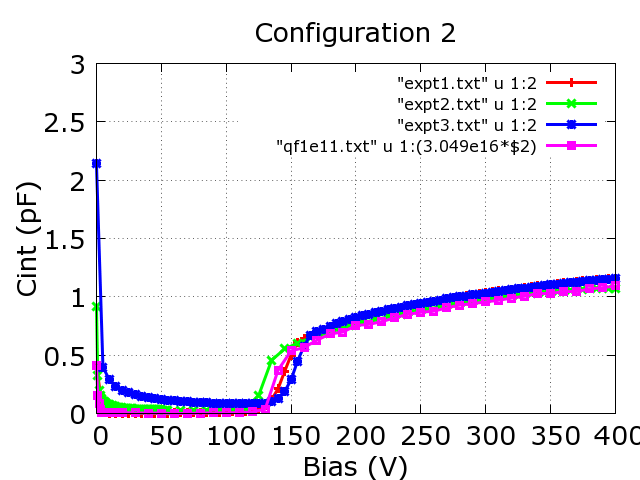 Configuration 2
"expt1.txt" u 1:2
"expt2.txt" u 1:2
"expt3.txt" u 1:2
"qf1e11.txt" u 1:(3.049e16*$2)
3
2.5
2
1.5
1
0.5
0
Cint (pF)
0 50 100 150 200 250 300 350 400
Bias (V)